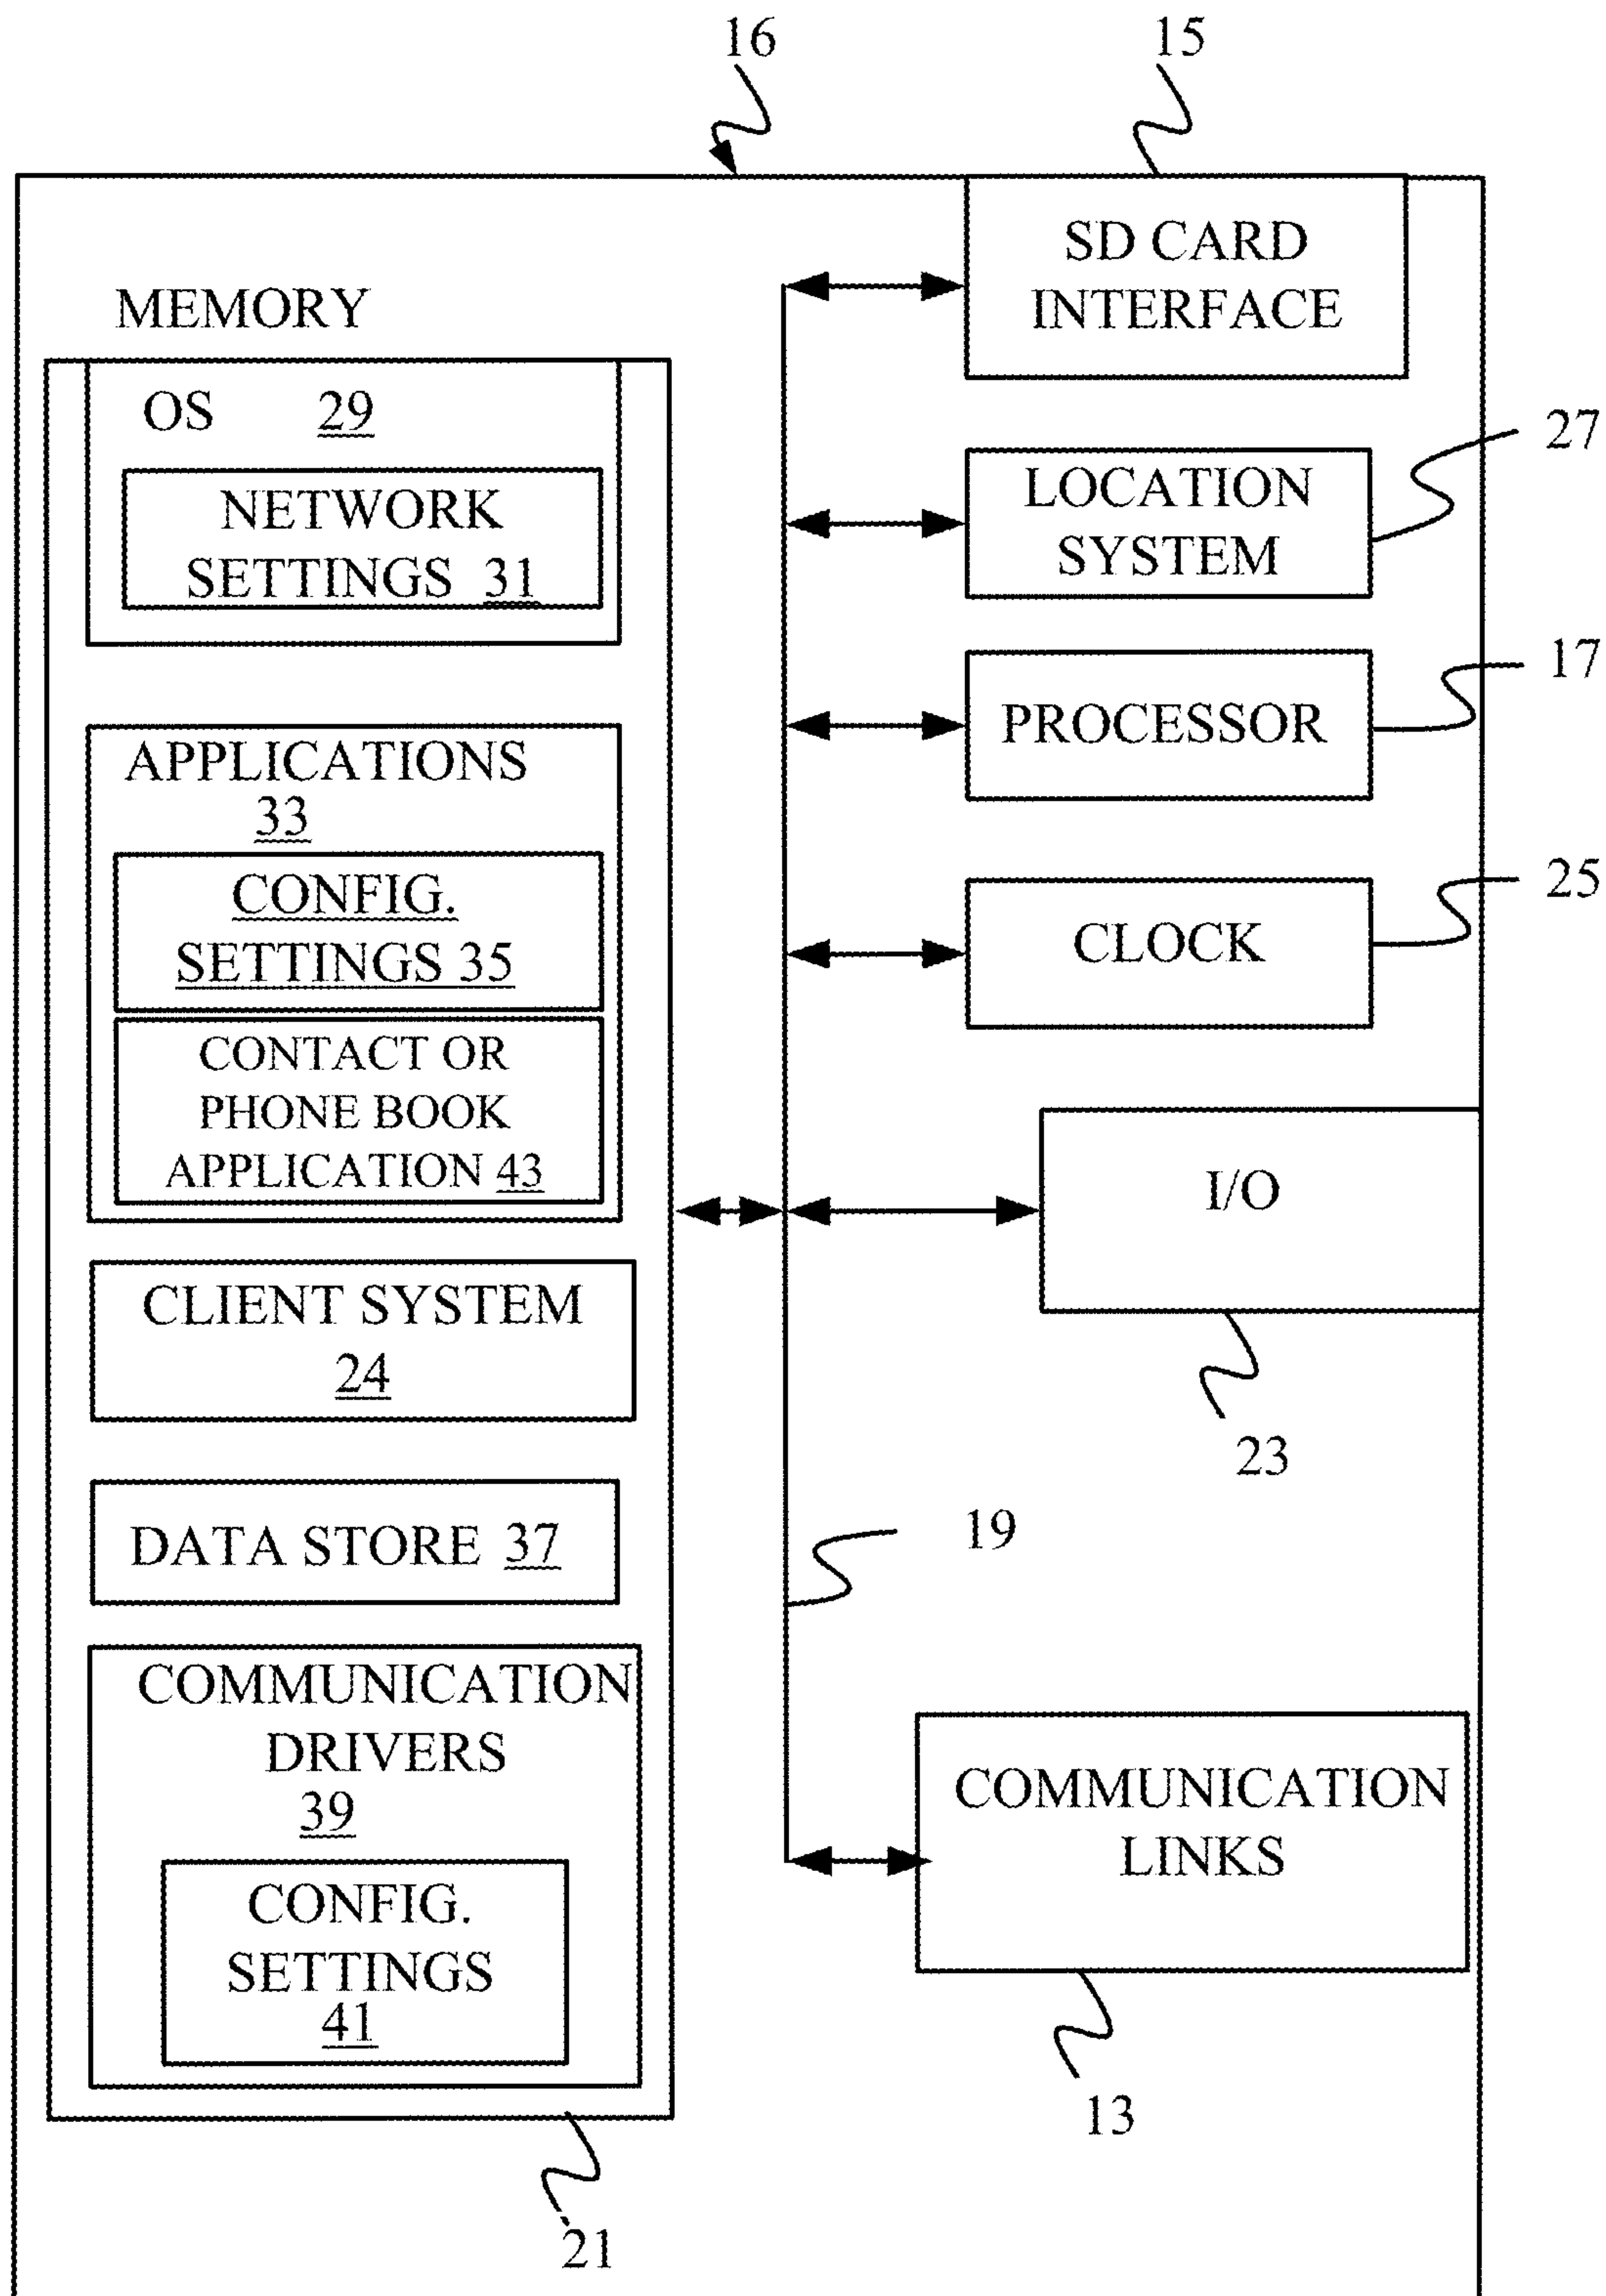 16
15
SD CARD
INTERFACE
MEMORY
OS 29
NETWORK
SETTINGS 31
27
LOCATION
SYSTEM
17
PROCESSOR
APPLICATIONS
33
CONFIG.
SETTINGS 35
CONTACT OR
PHONE BOOK
APPLICATION 43
25
CLOCK
I/O
23
CLIENT SYSTEM
24
DATA STORE 37
19
COMMUNICATION
DRIVERS
39
CONFIG.
SETTINGS
41
COMMUNICATION
LINKS
13
21